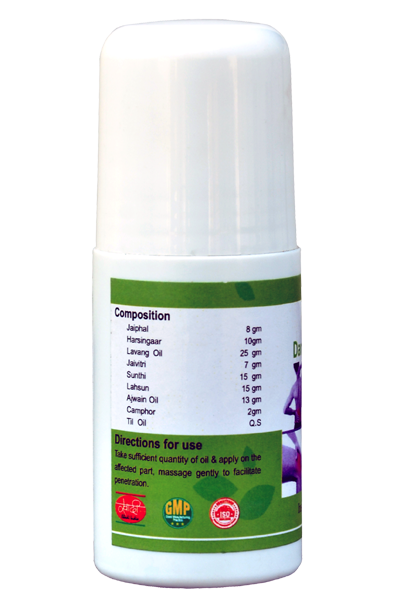 Composition
Jaiphal 8 gm
Harsingaar 10gm
Lavang Oil 25 gm
Jaivitri 7 gm
Sunthi 15 gm
Lahsun 15 gm
Ajwain Oil 13 gm
Camphor 2gm
Til Oil Q.S
Directions for use
Take sufficient quantity of oil & apply on the
affected part, massage gently to facilitate
penetration.
GMP
ISO